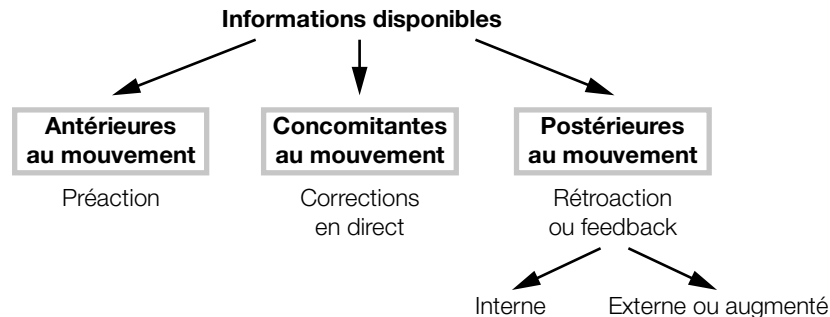 Informations disponibles
Antérieures
au mouvement
Préaction
Concomitantes
au mouvement
Corrections
en direct
Postérieures
au mouvement
Rétroaction
ou feedback
Interne
Externe ou augmenté